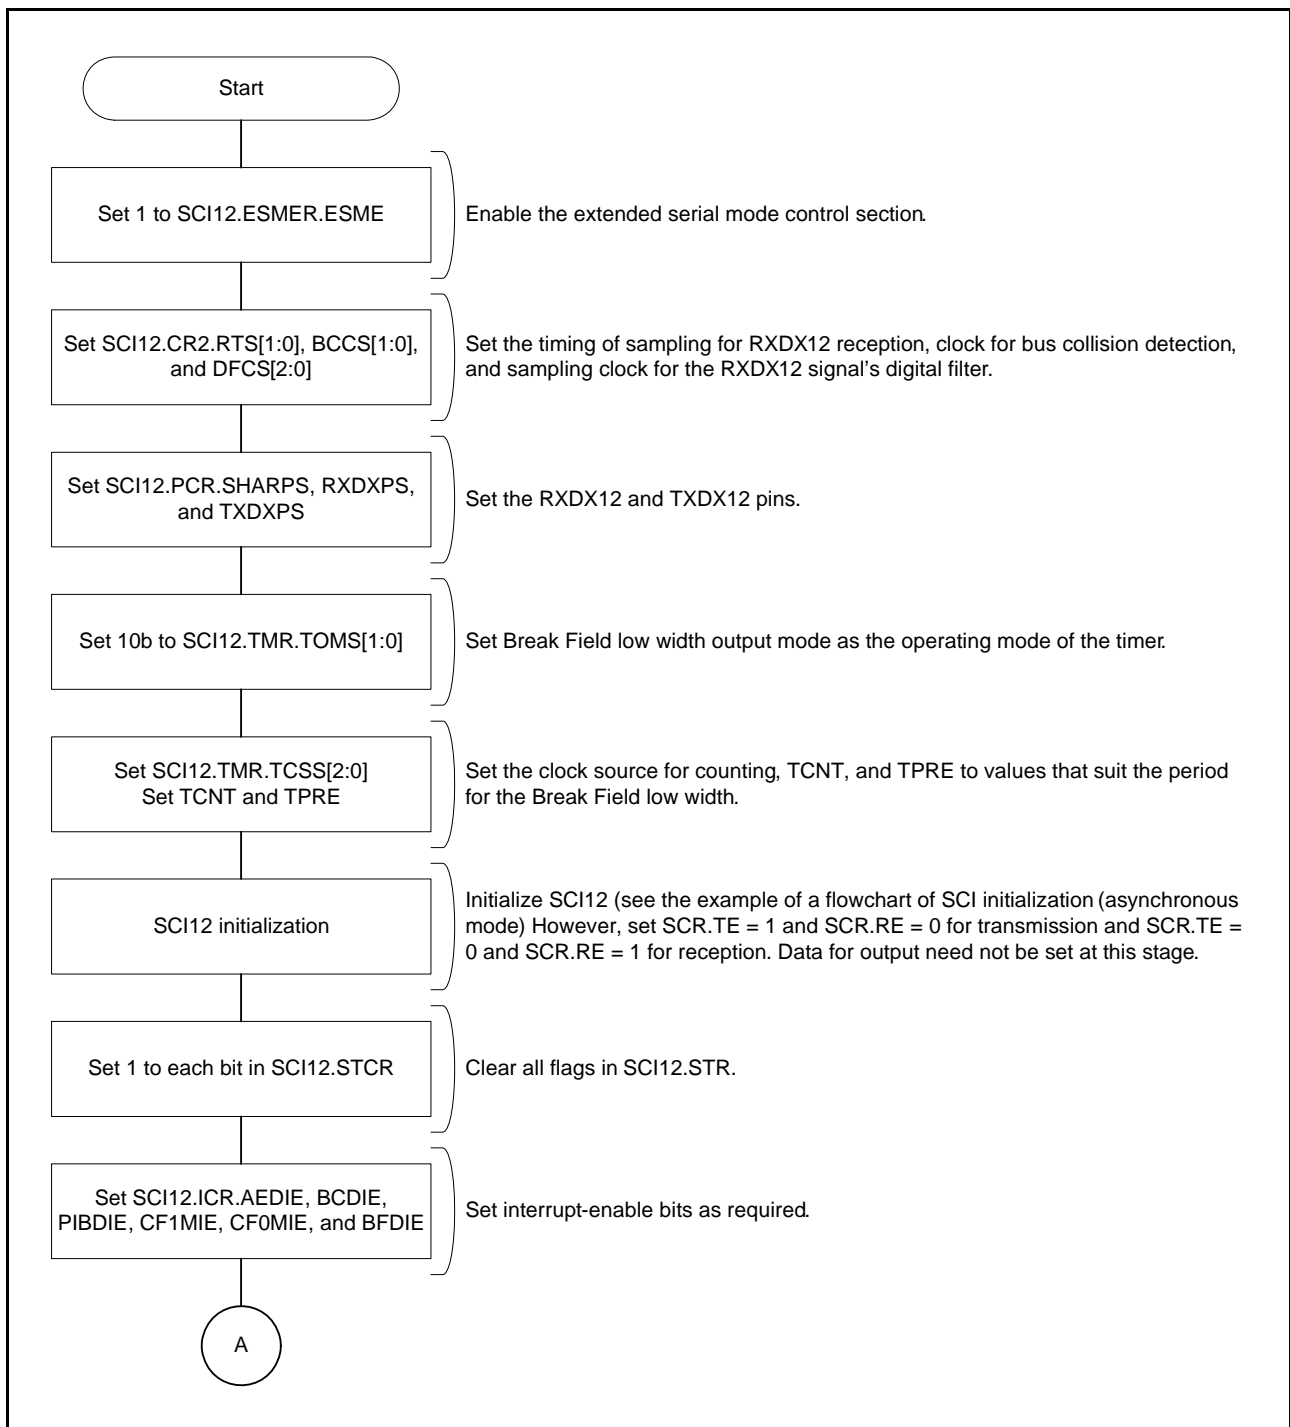 Start
Set 1 to SCI12.ESMER.ESME
Enable the extended serial mode control section.
Set SCI12.CR2.RTS[1:0], BCCS[1:0],
and DFCS[2:0]
Set the timing of sampling for RXDX12 reception, clock for bus collision detection,
and sampling clock for the RXDX12 signal’s digital filter.
Set SCI12.PCR.SHARPS, RXDXPS,
and TXDXPS
Set the RXDX12 and TXDX12 pins.
Set 10b to SCI12.TMR.TOMS[1:0]
Set Break Field low width output mode as the operating mode of the timer.
Set SCI12.TMR.TCSS[2:0]
Set TCNT and TPRE
Set the clock source for counting, TCNT, and TPRE to values that suit the period
for the Break Field low width.
SCI12 initialization
Initialize SCI12 (see the example of a flowchart of SCI initialization (asynchronous
mode) However, set SCR.TE = 1 and SCR.RE = 0 for transmission and SCR.TE =
0 and SCR.RE = 1 for reception. Data for output need not be set at this stage.
Set 1 to each bit in SCI12.STCR
Clear all flags in SCI12.STR.
Set SCI12.ICR.AEDIE, BCDIE,
PIBDIE, CF1MIE, CF0MIE, and BFDIE
Set interrupt-enable bits as required.
A